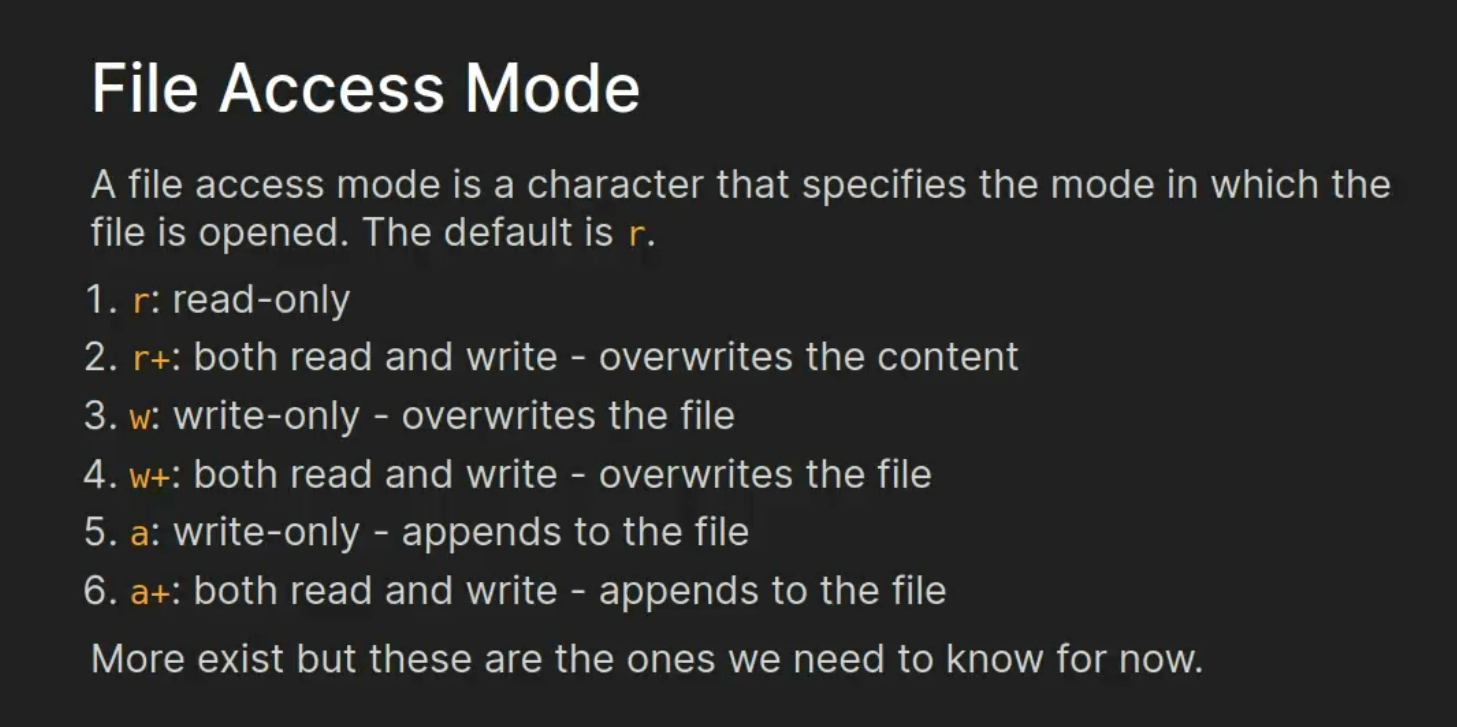 File Access Mode
A file access mode is a character that specifies the mode in which the
file is opened. The default is r.
1. r: read-only
2. r+: both read and write - overwrites the content
3. w: write-only - overwrites the file
4. w+: both read and write - overwrites the file
5. a: write-only - appends to the file
6. a+: both read and write - appends to the file
More exist but these are the ones we need to know for now.